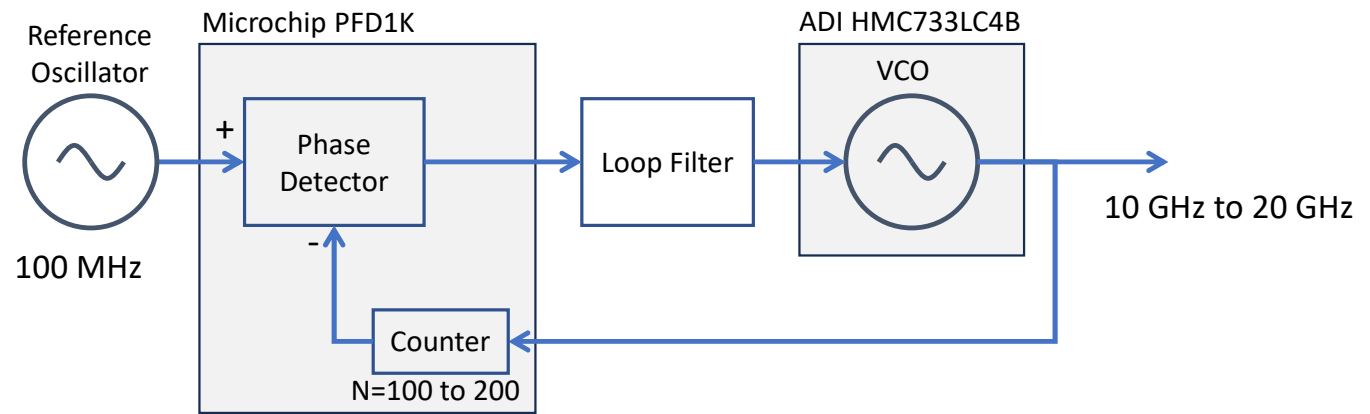 Microchip PFD1K
ADI HMC733LC4B
Reference
Oscillator
VCO
+
Phase
Detector
Loop Filter
-
10 GHz to 20 GHz
100 MHz
Counter
N=100 to 200